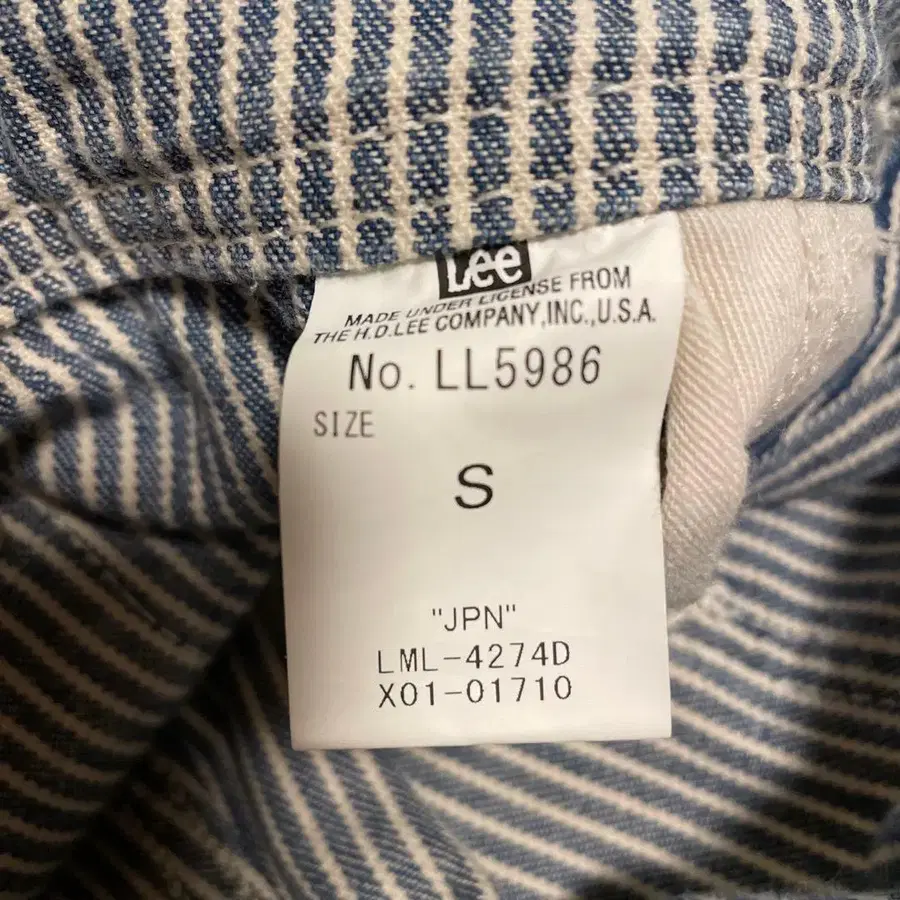 Lee
MADE UNDER LICENSE FROM
THE H.D.LEE COMPANY,INC.,U.S.A.
No. LL5986
SIZE
S
"JPN"
LML-4274D
X01-01710